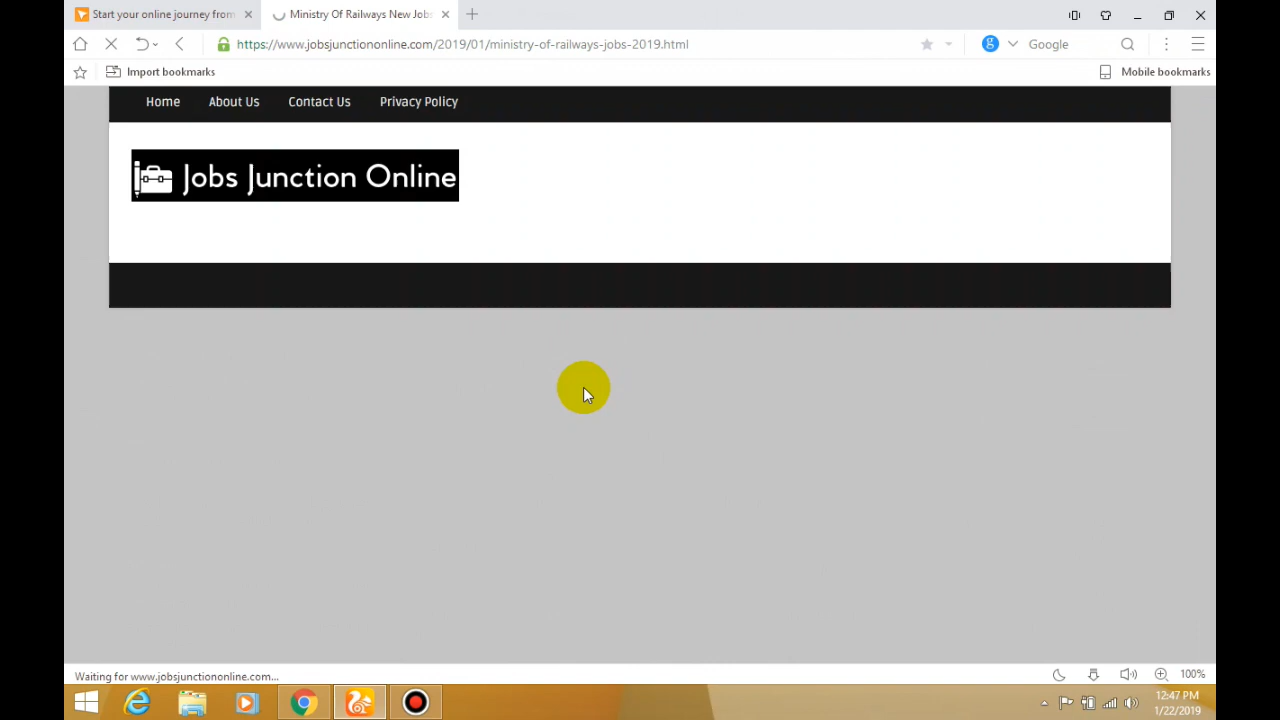 Start your online journey from
Ministry Of Railways New Jobs
https://www.jobsjunctiononline.com/2019/01/ministry-of-railways-jobs-2019.html
Google
Import bookmarks
Mobile bookmarks
Home About Us Contact Us Privacy Policy
Jobs Junction Online
Waiting for www.jobsjunctiononline.com...
100%
12:47 PM
1/22/2019